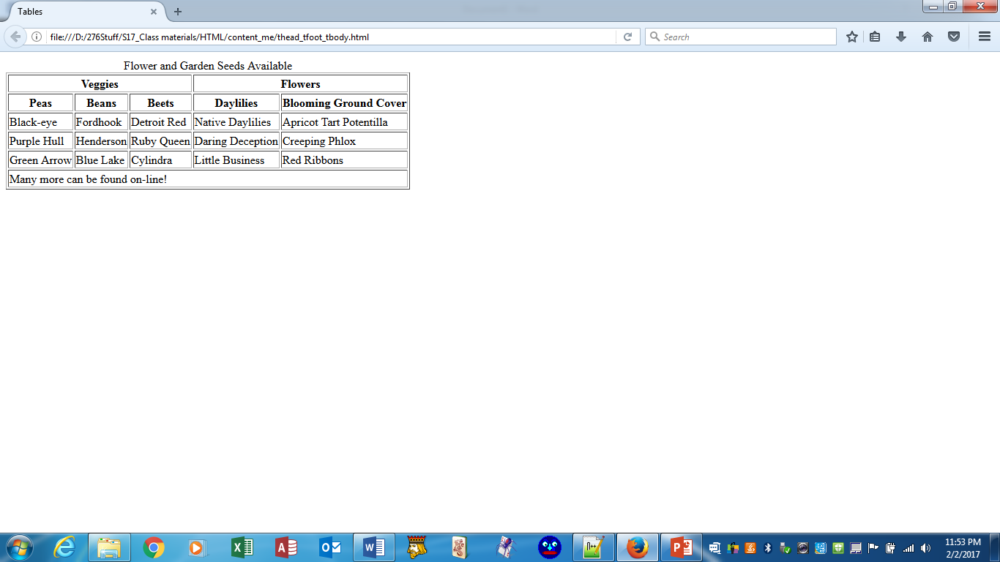 Tables
file:///D:/276Stuff/S17_Class materials/HTML/content_me/thead_tfoot_tbody.html
Search
Flower and Garden Seeds Available
Veggies Flowers
Peas Beans Beets Daylilies Blooming Ground Cover
Black-eye Fordhook Detroit Red Native Daylilies Apricot Tart Potentilla
Purple Hull Henderson Ruby Queen Daring Deception Creeping Phlox
Green Arrow Blue Lake Cylindra Little Business Red Ribbons
Many more can be found on-line!
11:53 PM
2/2/2017